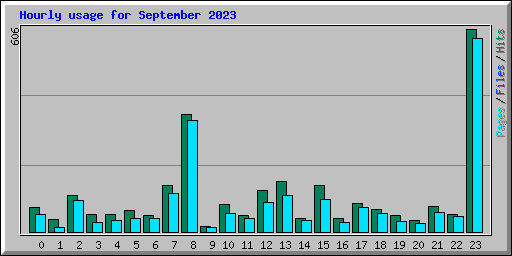 Hourly usage for September 2023
606
Pages/Files/Hits
0 1 2 3 4 5 6 7 8 9 10 11 12 13 14 15 16 17 18 19 20 21 22 23